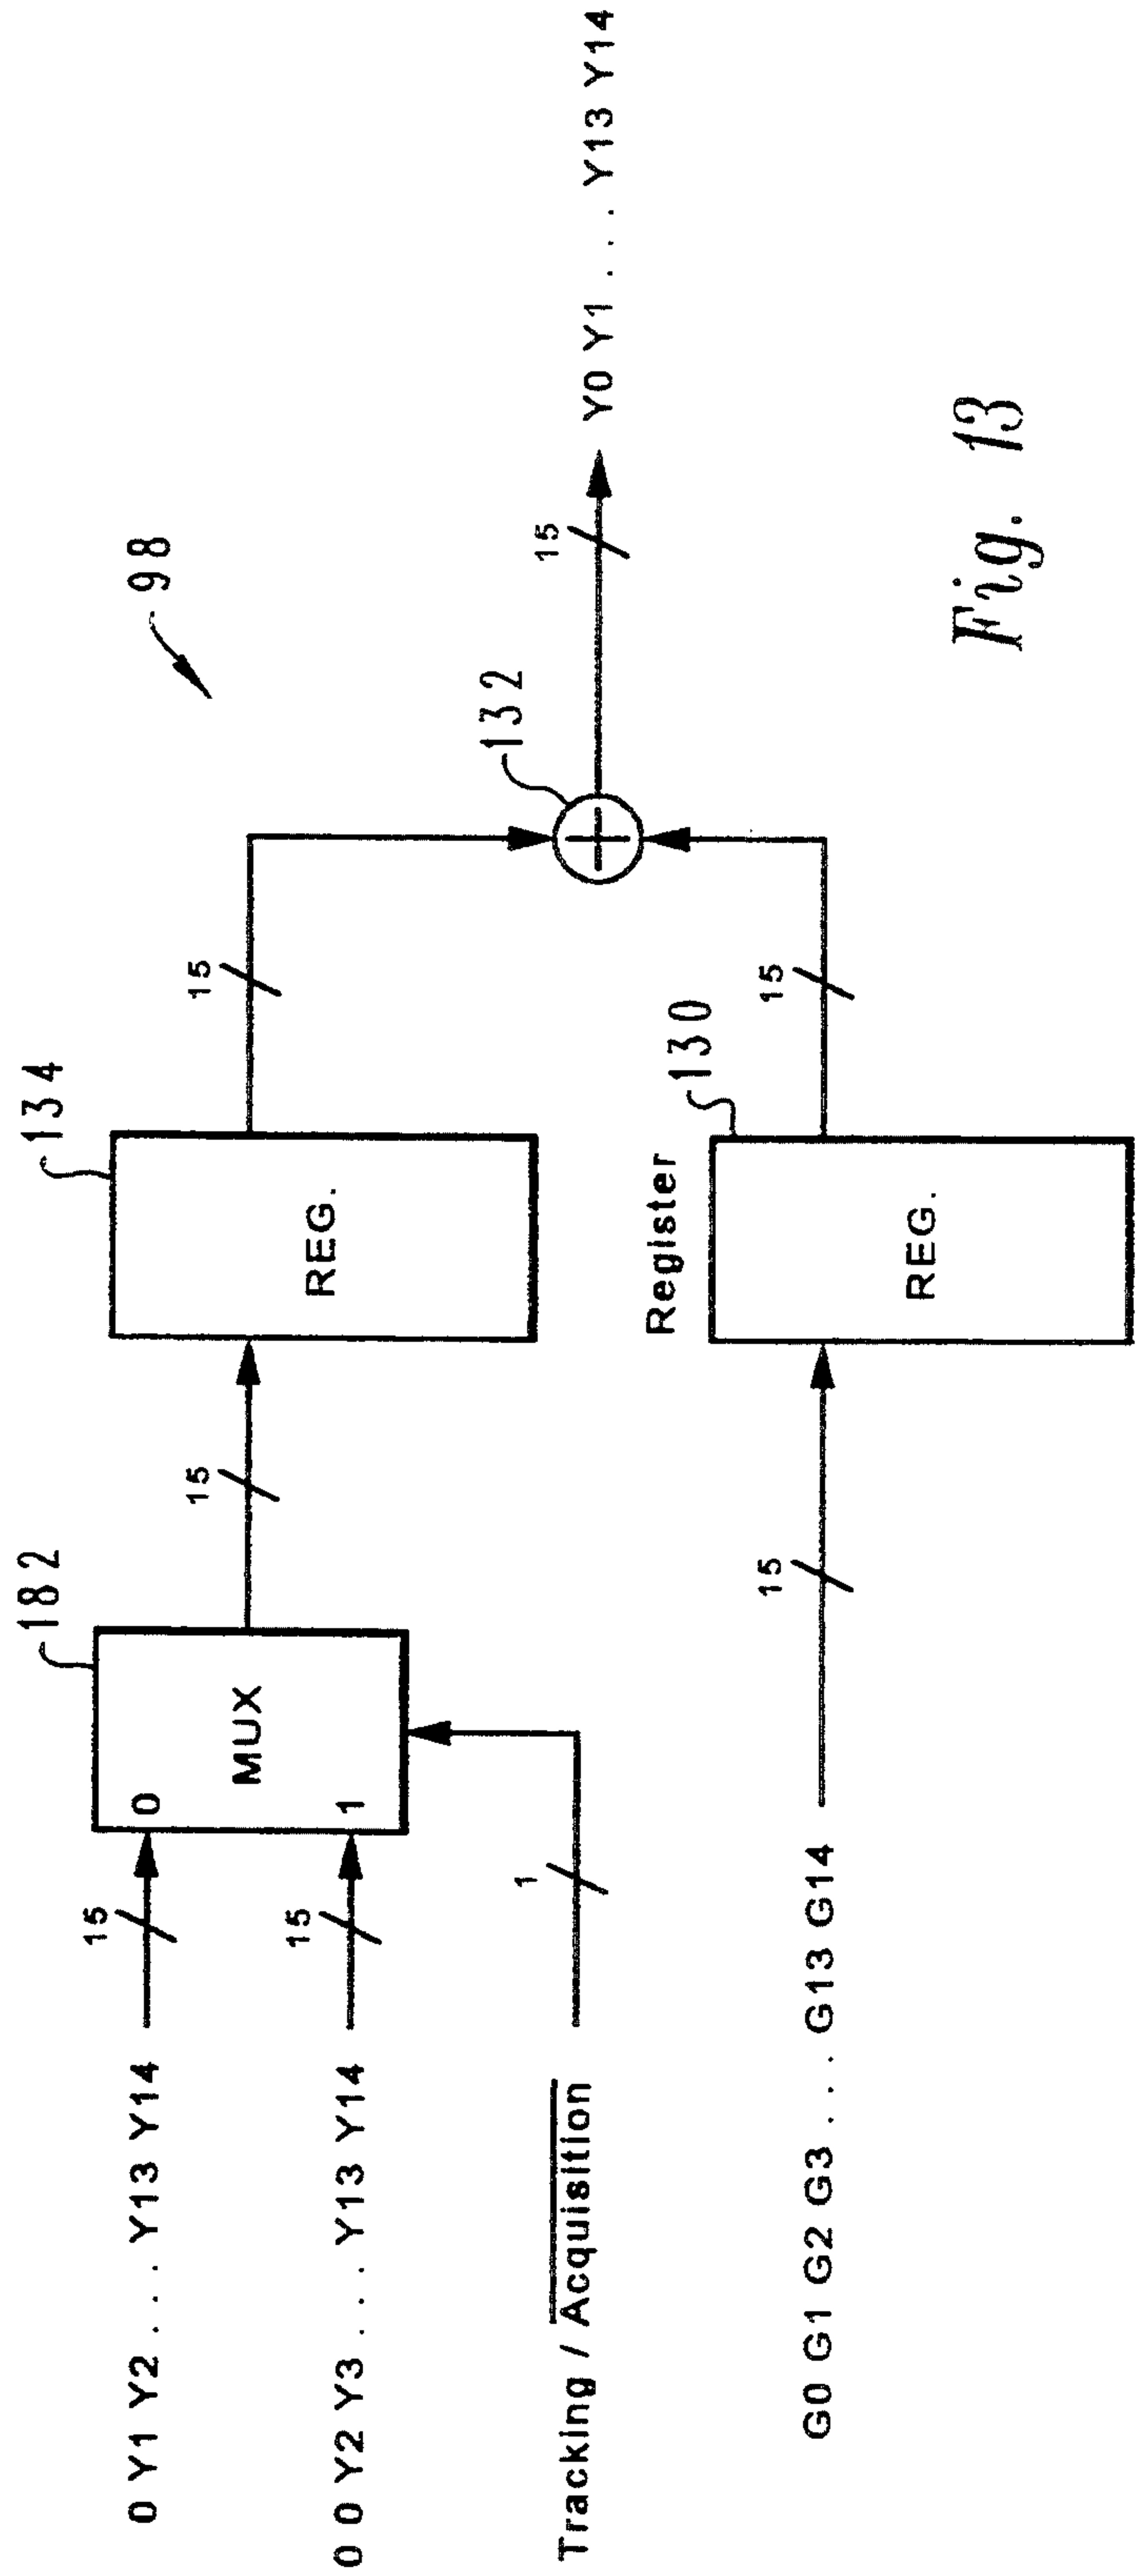 98
182
134
0 Y1 Y2 . . . Y13 Y14
15
0
MUX
1
15
REG.
15
0 0 Y2 Y3 . . . Y13 Y14
15
132
Tracking / Acquisition
1
15
Y0 Y1 . . . Y13 Y14
Register
130
G0 G1 G2 G3 . . . G13 G14
15
REG.
15
Fig. 13